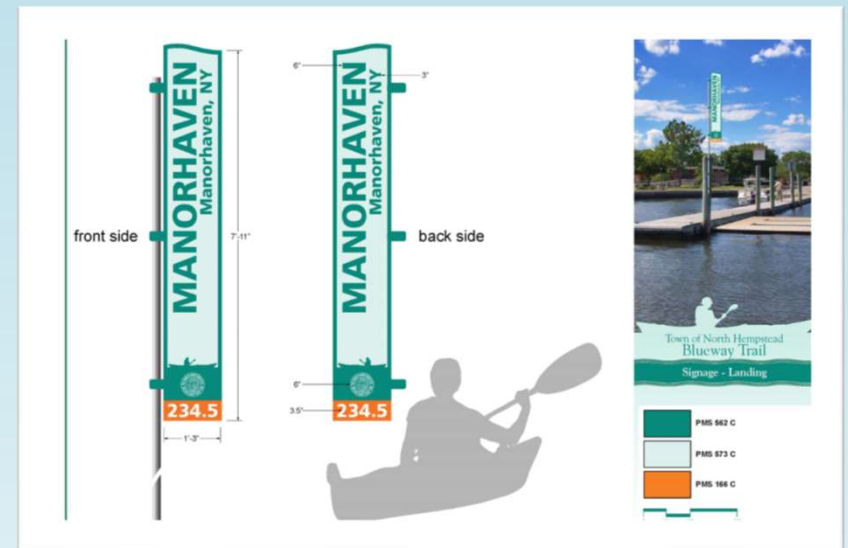 front side
MANORHAVEN
Manorhaven, NY
234.5
7'-11"
1'-3"
6"
3"
MANORHAVEN
Manorhaven, NY
back side
6"
3.5"
234.5
MANORHAVEN
Town of North Hempstead
Blueway Trail
Signage - Landing
PMS 562 C
PMS 573 C
PMS 166 C